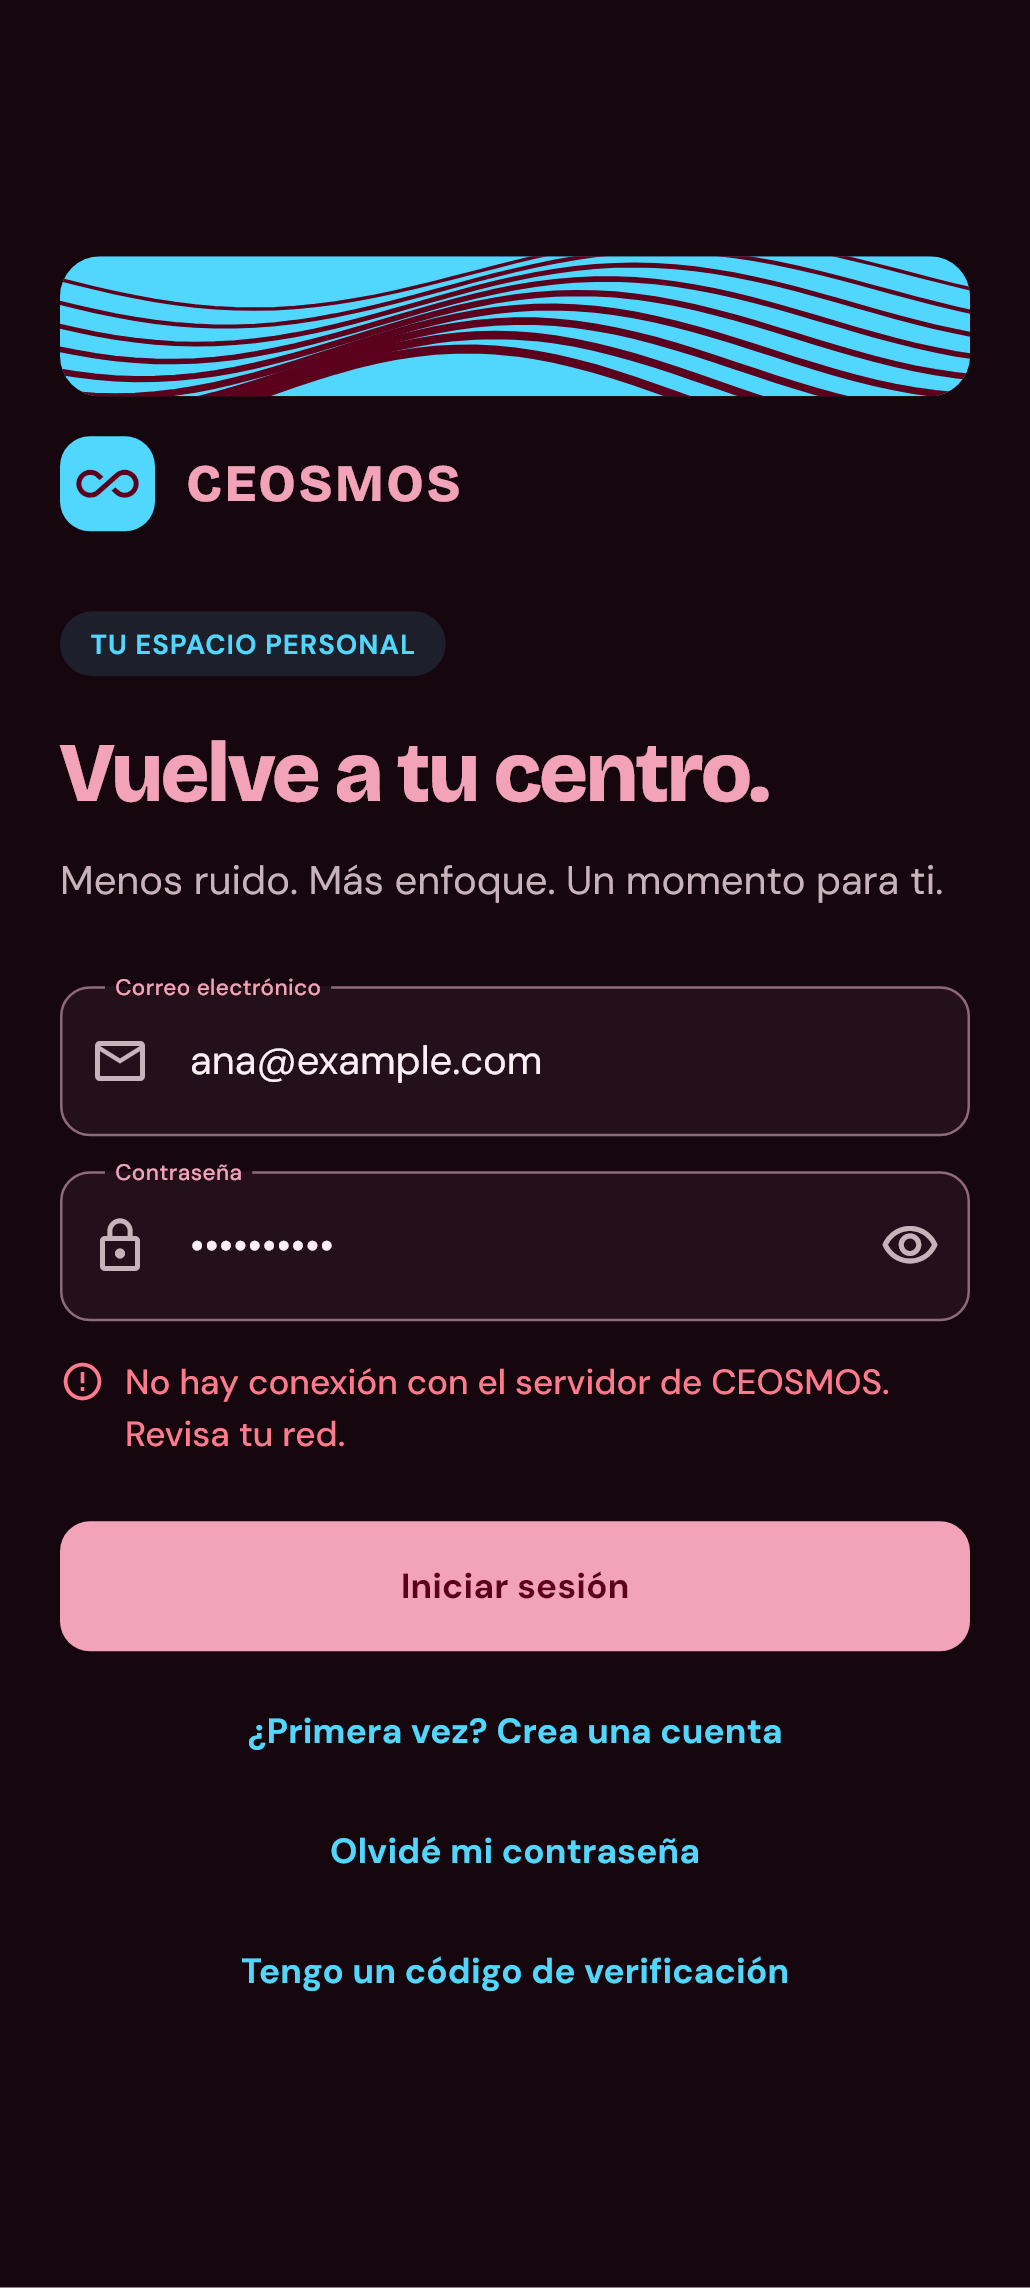 CEOSMOS
TU ESPACIO PERSONAL
Vuelve a tu centro.
Menos ruido. Más enfoque. Un momento para ti.
Correo electrónico
ana@example.com
Contraseña
••••••••••
No hay conexión con el servidor de CEOSMOS.
Revisa tu red.
Iniciar sesión
¿Primera vez? Crea una cuenta
Olvidé mi contraseña
Tengo un código de verificación